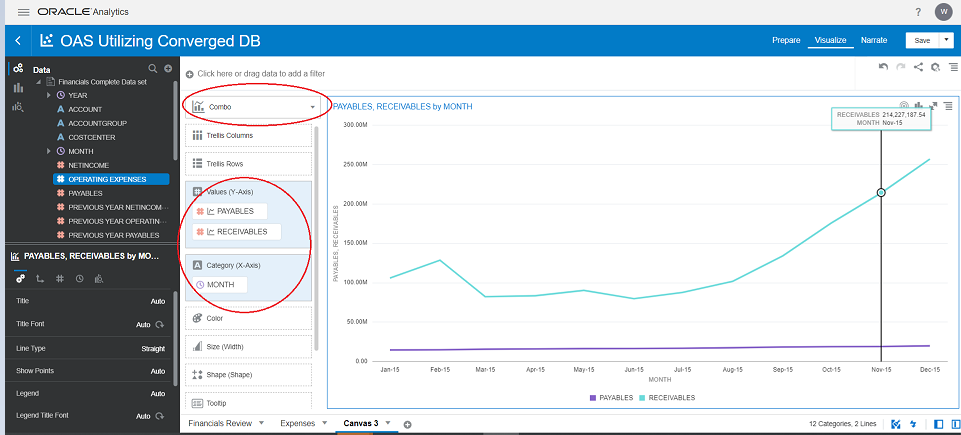 ORACLE Analytics
?
W
OAS Utilizing Converged DB
Prepare
Visualize
Narrate
Save
Data
Financials Complete Data set
YEAR
A ACCOUNT
A ACCOUNTGROUP
A COSTCENTER
MONTH
# NETINCOME
# OPERATING EXPENSES
# PAYABLES
# PREVIOUS YEAR NETINCOM...
# PREVIOUS YEAR OPERATIN...
# PREVIOUS YEAR PAYABLES
PAYABLES, RECEIVABLES by MO...
#
Title Auto
Title Font Auto
Line Type Straight
Show Points Auto
Legend Auto
Legend Title Font Auto
Click here or drag data to add a filter
Combo
Trellis Columns
Trellis Rows
# Values (Y-Axis)
# PAYABLES
# RECEIVABLES
A Category (X-Axis)
MONTH
Color
Size (Width)
Shape (Shape)
Tooltip
PAYABLES, RECEIVABLES by MONTH
RECEIVABLES 214,227,187.54
MONTH Nov-15
300.00M
250.00M
200.00M
150.00M
100.00M
50.00M
0.00
PAYABLES, RECEIVABLES
Jan-15 Feb-15 Mar-15 Apr-15 May-15 Jun-15 Jul-15 Aug-15 Sep-15 Oct-15 Nov-15 Dec-15
MONTH
PAYABLES RECEIVABLES
Financials Review
Expenses
Canvas 3
12 Categories, 2 Lines